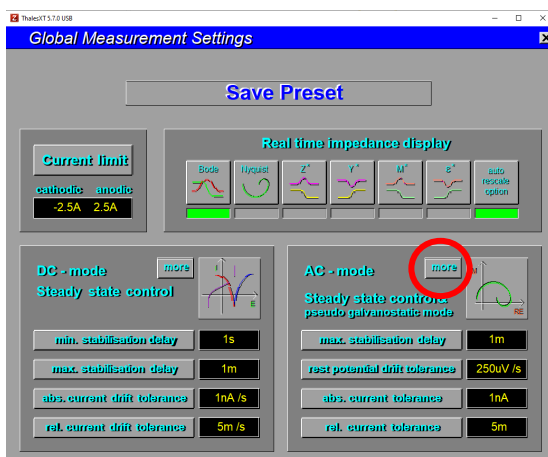 ThalesXT 5.7.0 USB
Global Measurement Settings
Save Preset
Current limit
cathodic anodic
-2.5A 2.5A
Real time impedance display
Bode Nyquist Z* Y* M* ε* auto rescale option
DC - mode more
Steady state control
I
E
min. stabilisation delay 1s
max. stabilisation delay 1m
abs. current drift tolerance 1nA /s
rel. current drift tolerance 5m /s
AC - mode more
Steady state control&
pseudo galvanostatic mode
RE
max. stabilisation delay 1m
rest potential drift tolerance 250uV /s
abs. current tolerance 1nA
rel. current tolerance 5m